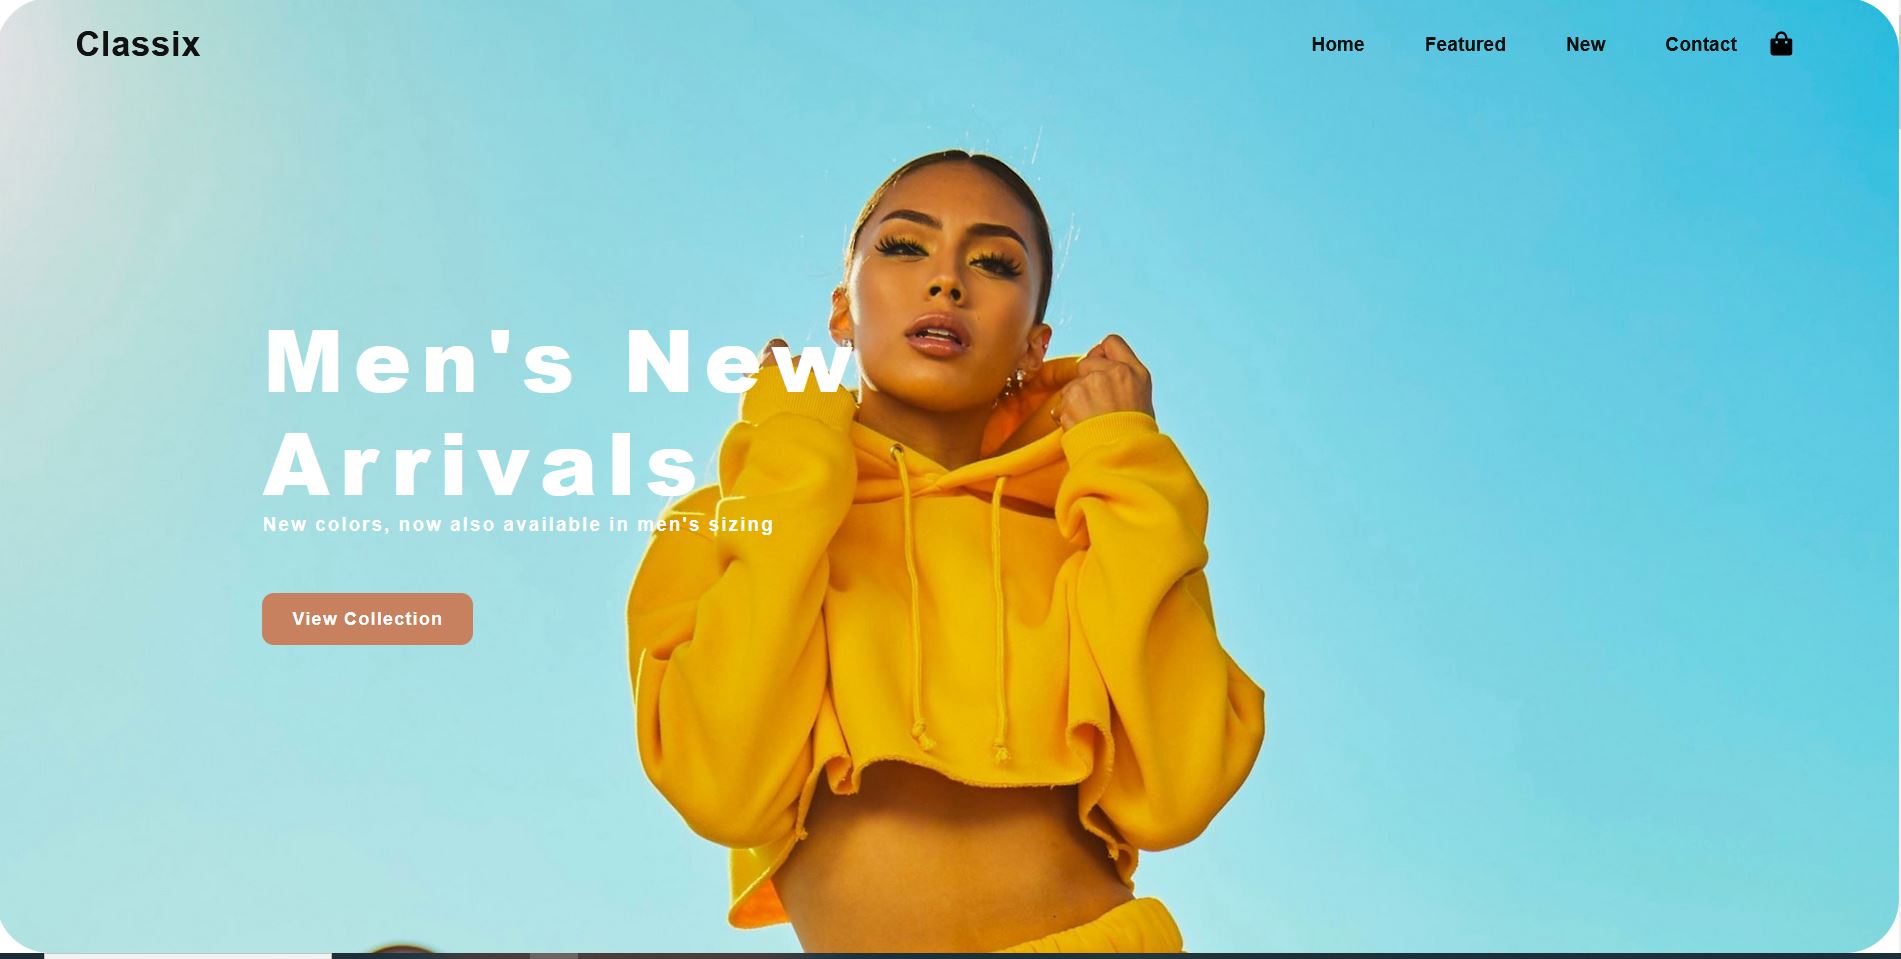 Classix
Home Featured New Contact
Men's New
Arrivals
New colors, now also available in men's sizing
View Collection